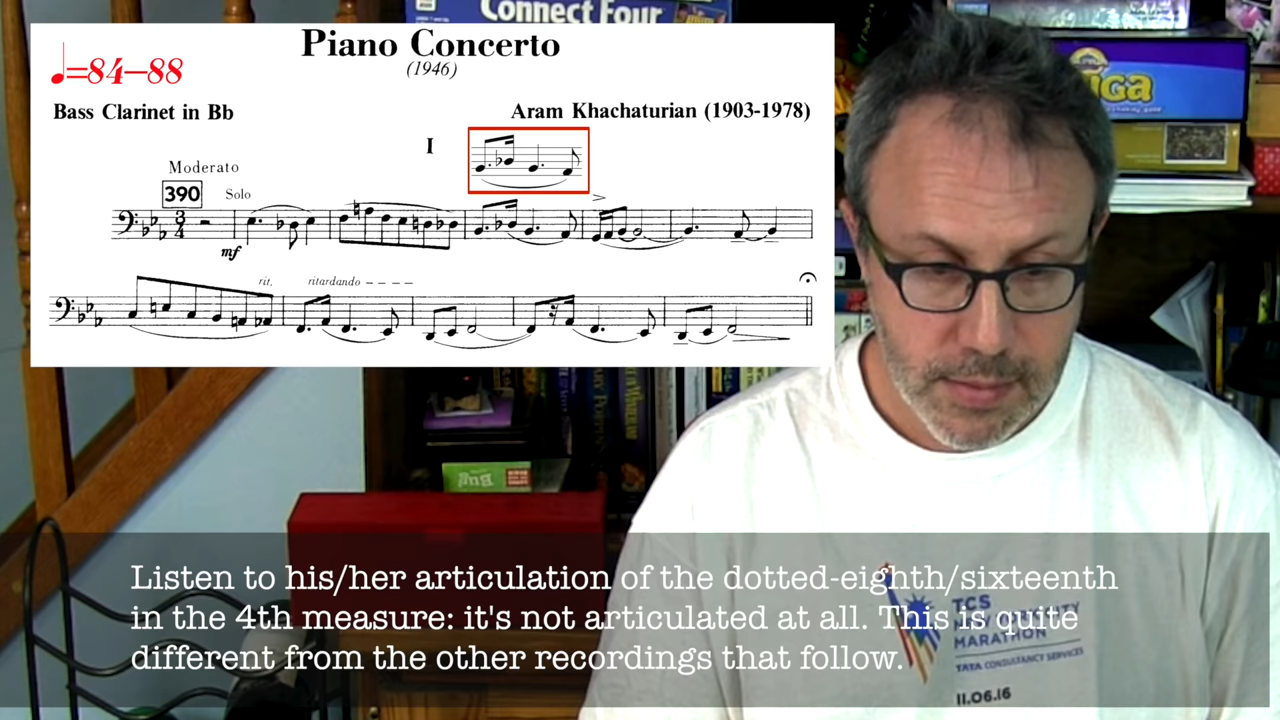 Connect Four
Piano Concerto
(1946)
♩=84–88
Bass Clarinet in Bb
Aram Khachaturian (1903-1978)
I
Moderato
390
Solo
3
4
mf
rit.
ritardando
Listen to his/her articulation of the dotted-eighth/sixteenth
in the 4th measure: it's not articulated at all. This is quite
different from the other recordings that follow.
TCS
MARATHON
TATA CONSULTANCY SERVICES
11.06.16